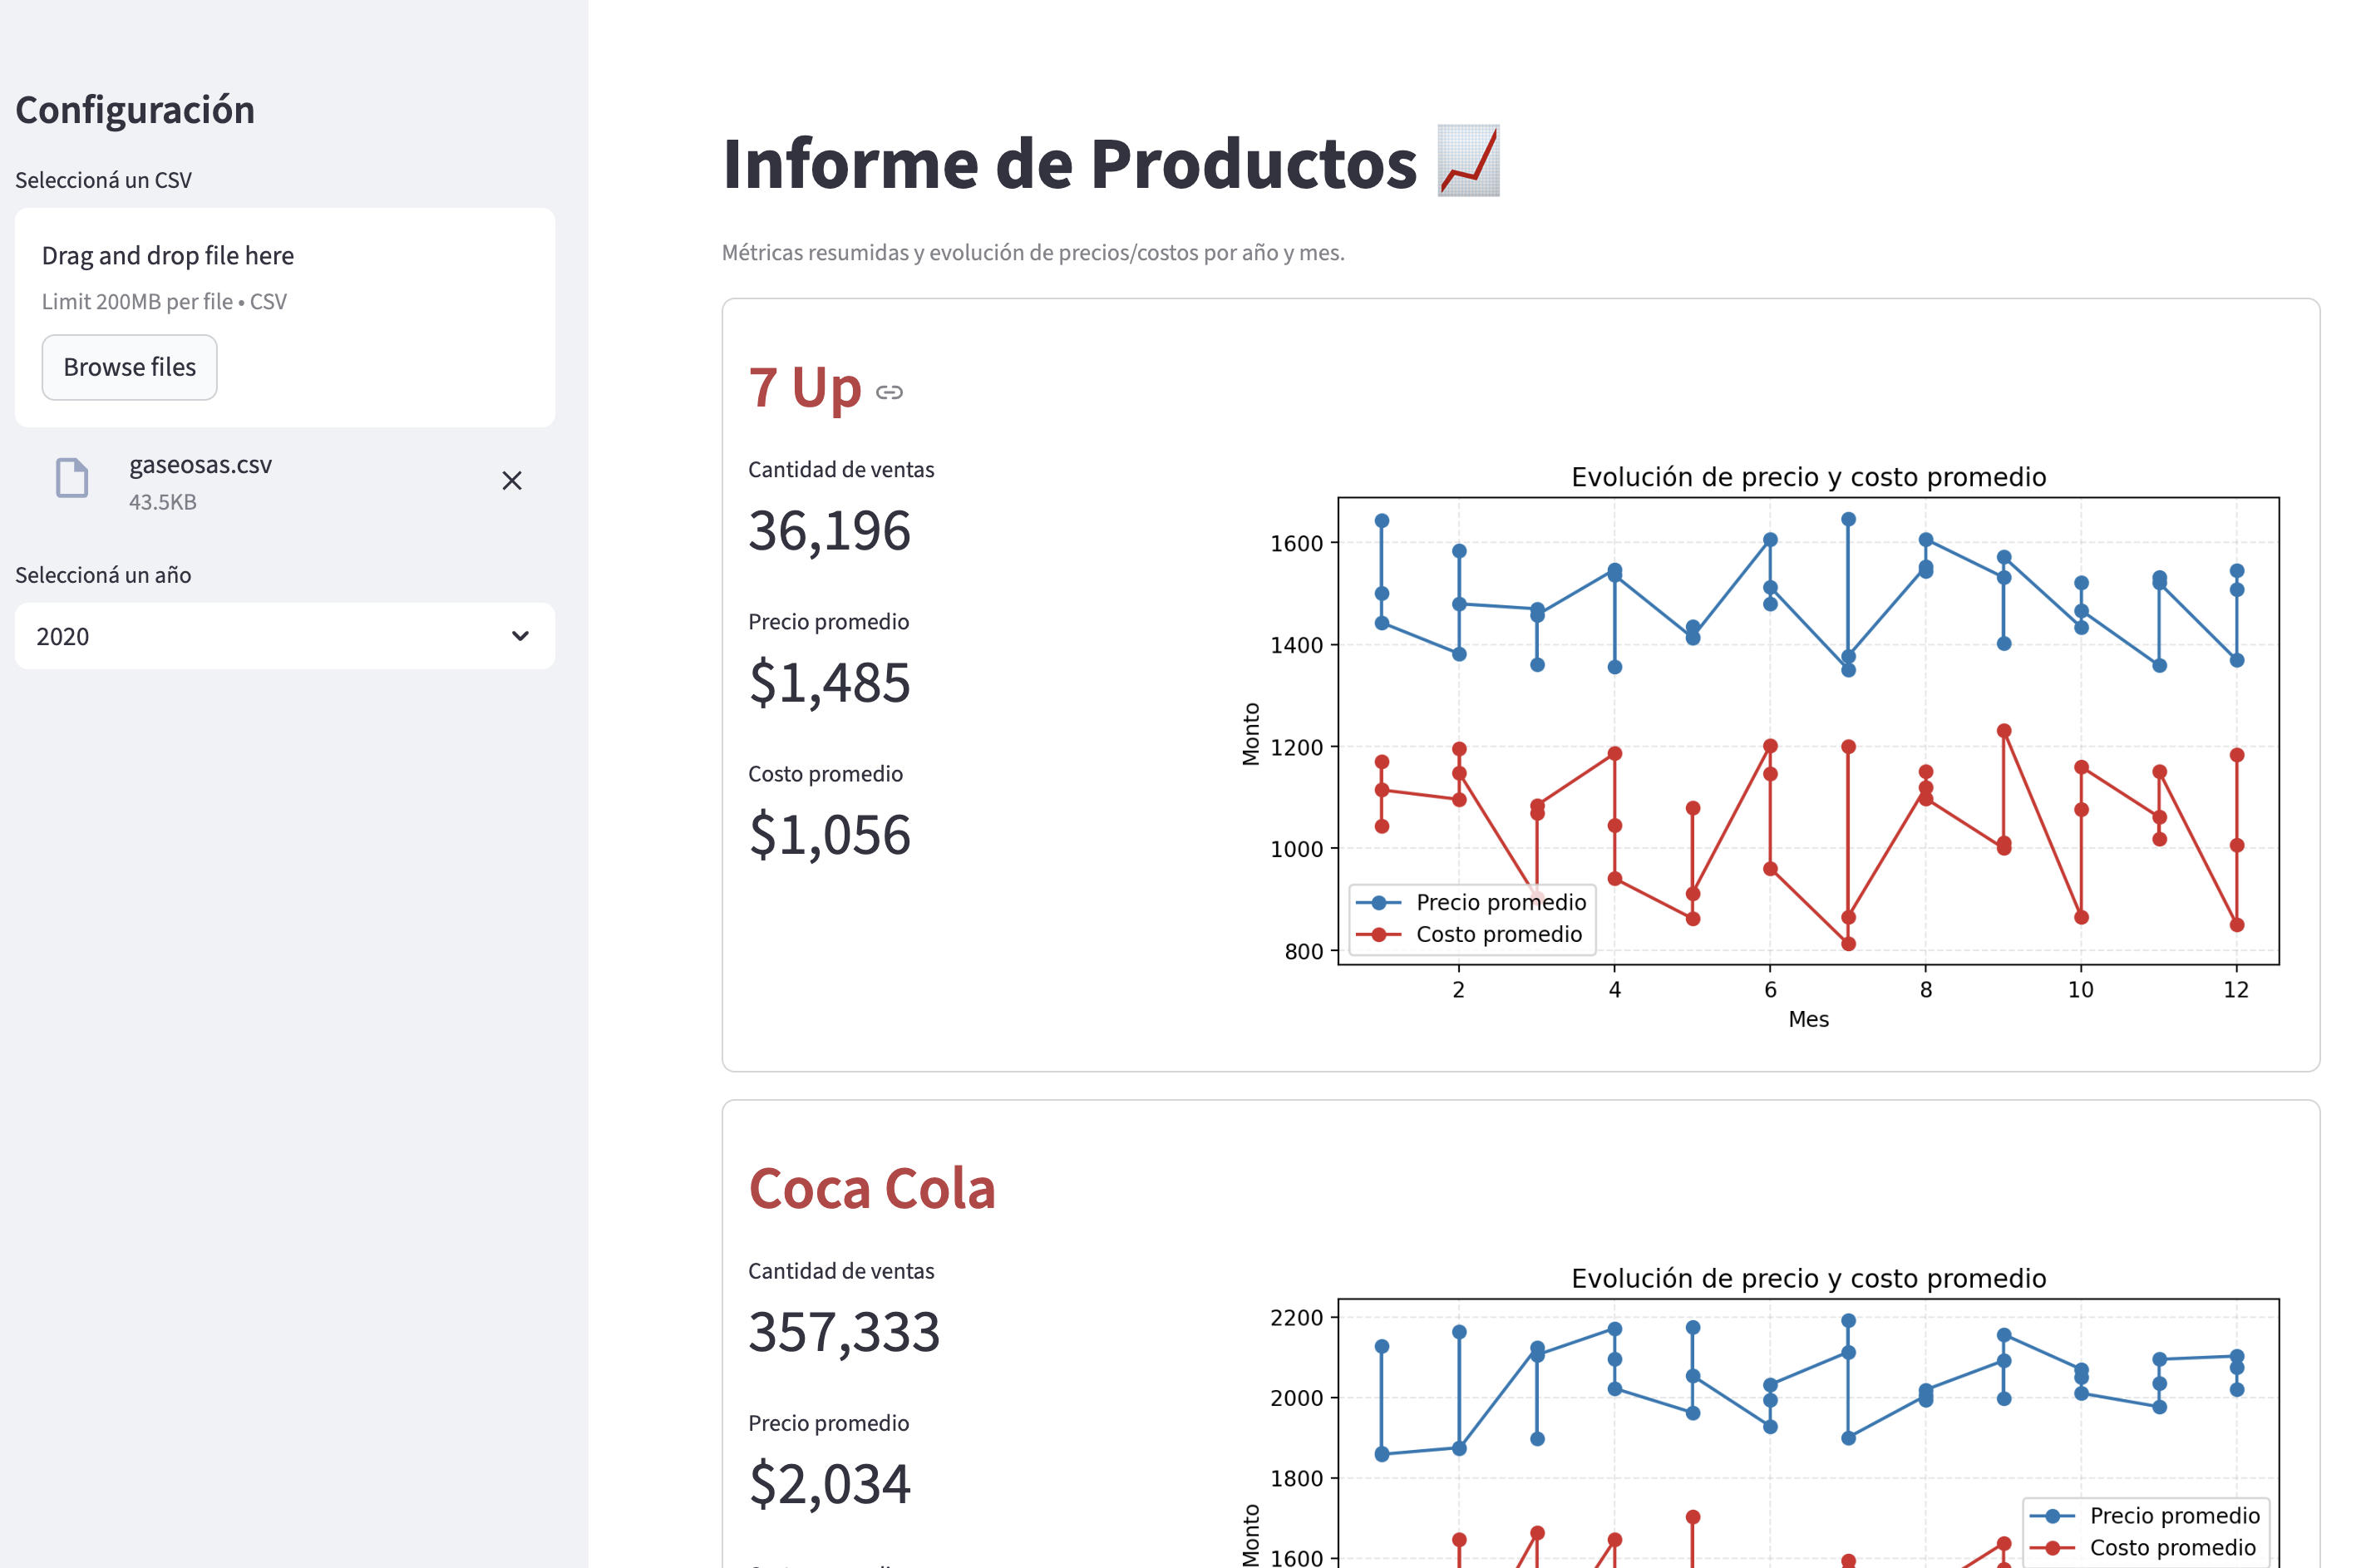 Configuración
Seleccioná un CSV
Drag and drop file here
Limit 200MB per file • CSV
Browse files
gaseosas.csv
43.5KB
Seleccioná un año
2020
Informe de Productos
Métricas resumidas y evolución de precios/costos por año y mes.
7 Up
Cantidad de ventas
36,196
Precio promedio
$1,485
Costo promedio
$1,056
Evolución de precio y costo promedio
Monto
1600
1400
1200
1000
800
Precio promedio
Costo promedio
2 4 6 8 10 12
Mes
Coca Cola
Cantidad de ventas
357,333
Precio promedio
$2,034
Evolución de precio y costo promedio
Monto
2200
2000
1800
1600
Precio promedio
Costo promedio